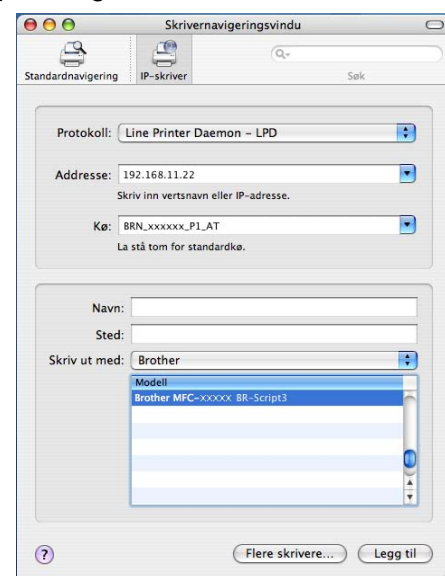 Skrivernavigeringsvindu
Standardnavigering
IP-skriver
Søk
Protokoll: Line Printer Daemon – LPD
Addresse: 192.168.11.22
Skriv inn vertsnavn eller IP-adresse.
Kø: BRN_xxxxxx_P1_AT
La stå tom for standardkø.
Navn:
Sted:
Skriv ut med: Brother
Modell
Brother MFC-XXXXX BR-Script3
? Flere skrivere... Legg til